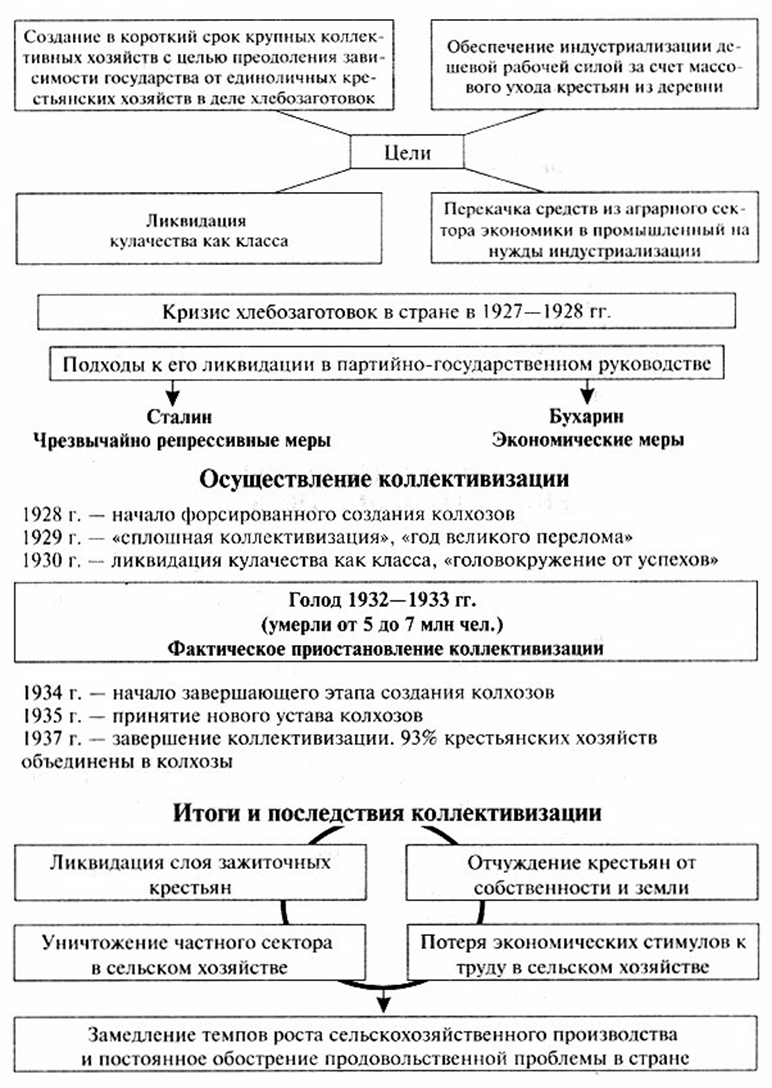 Создание в короткий срок крупных коллек-
тивных хозяйств с целью преодоления зави-
симости государства от единоличных кре-
стьянских хозяйств в деле хлебозаготовок
Обеспечение индустриализации де-
шевой рабочей силой за счет массо-
вого ухода крестьян из деревни
Цели
Ликвидация
кулачества как класса
Перекачка средств из аграрного сек-
тора экономики в промышленный на
нужды индустриализации
Кризис хлебозаготовок в стране в 1927—1928 гг.
Подходы к его ликвидации в партийно-государственном руководстве
Сталин
Чрезвычайно репрессивные меры
Бухарин
Экономические меры
Осуществление коллективизации
1928 г. — начало форсированного создания колхозов
1929 г. — «сплошная коллективизация», «год великого перелома»
1930 г. — ликвидация кулачества как класса, «головокружение от успехов»
Голод 1932—1933 гг.
(умерли от 5 до 7 млн чел.)
Фактическое приостановление коллективизации
1934 г. — начало завершающего этапа создания колхозов
1935 г. — принятие нового устава колхозов
1937 г. — завершение коллективизации. 93% крестьянских хозяйств
объединены в колхозы
Итоги и последствия коллективизации
Ликвидация слоя зажиточных
крестьян
Отчуждение крестьян от
собственности и земли
Уничтожение частного сектора
в сельском хозяйстве
Потеря экономических стимулов к
труду в сельском хозяйстве
Замедление темпов роста сельскохозяйственного производства
и постоянное обострение продовольственной проблемы в стране